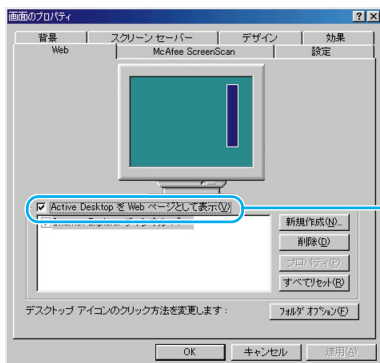 画面のプロパティ
背景 スクリーン セーバー デザイン 効果
Web McAfee ScreenScan 設定
Active Desktop を Web ページとして表示(V)
新規作成(N)...
削除(D)
プロパティ(P)
すべてリセット(R)
デスクトップ アイコンのクリック方法を変更します：
フォルダ オプション(F)
OK キャンセル 適用(A)